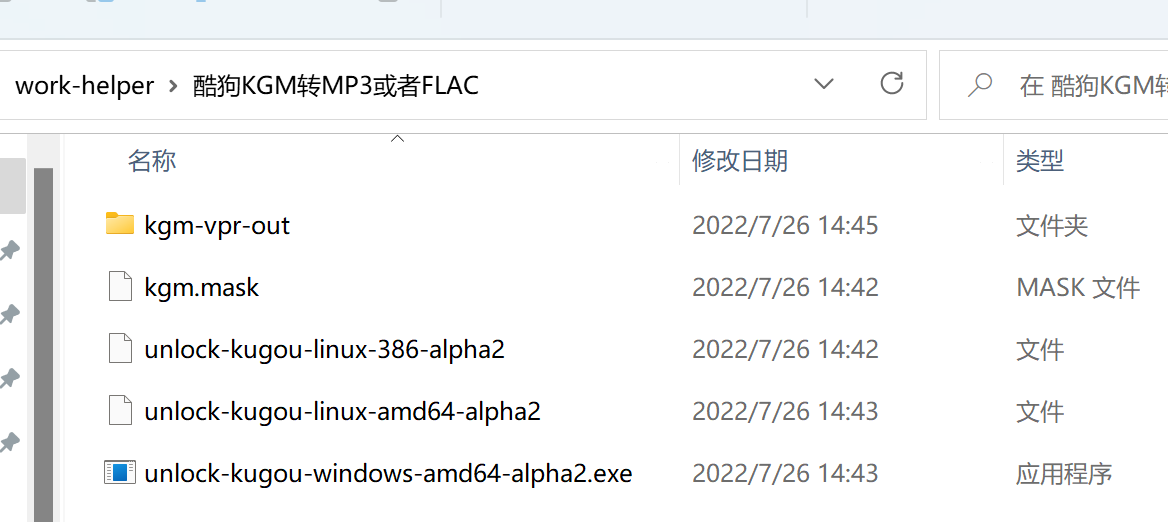 work-helper > 酷狗KGM转MP3或者FLAC 在 酷狗KGM
名称 修改日期 类型
kgm-vpr-out 2022/7/26 14:45 文件夹
kgm.mask 2022/7/26 14:42 MASK 文件
unlock-kugou-linux-386-alpha2 2022/7/26 14:42 文件
unlock-kugou-linux-amd64-alpha2 2022/7/26 14:43 文件
unlock-kugou-windows-amd64-alpha2.exe 2022/7/26 14:43 应用程序